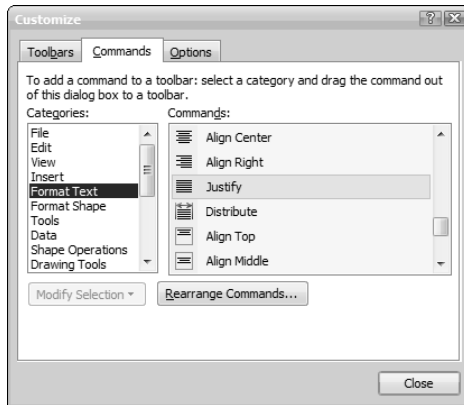 Customize
Toolbars Commands Options
To add a command to a toolbar: select a category and drag the command out
of this dialog box to a toolbar.
Categories: Commands:
File
Edit
View
Insert
Format Text
Format Shape
Tools
Data
Shape Operations
Drawing Tools
Align Center
Align Right
Justify
Distribute
Align Top
Align Middle
Modify Selection
Rearrange Commands...
Close